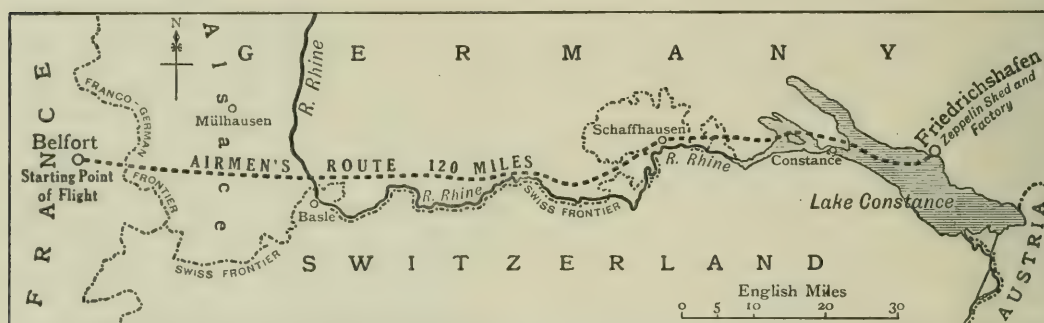 N
GERMANY
Alsace
FRANCE
FRANCO-GERMAN
FRONTIER
R. Rhine
Mülhausen
Belfort
Starting Point
of Flight
AIRMEN'S ROUTE 120 MILES
Basle
R. Rhine
SWISS FRONTIER
SWISS FRONTIER
Schaffhausen
R. Rhine
Constance
Friedrichshafen
Zeppelin Shed and
Factory
Lake Constance
SWITZERLAND
AUSTRIA
English Miles
0 5 10 20 30